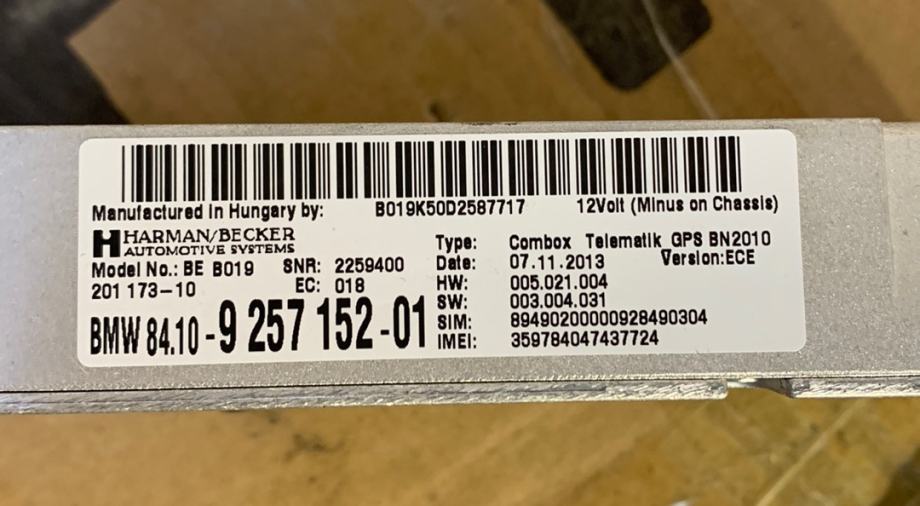 B019K50D2587717
Manufactured in Hungary by:
12Volt (Minus on Chassis)
HARMAN/BECKER
AUTOMOTIVE SYSTEMS
Model No.: BE B019 SNR: 2259400
201 173-10 EC: 018
BMW 84.10 - 9 257 152 - 01
Type: Combox Telematik GPS BN2010
Date: 07.11.2013 Version:ECE
HW: 005.021.004
SW: 003.004.031
SIM: 89490200000928490304
IMEI: 359784047437724